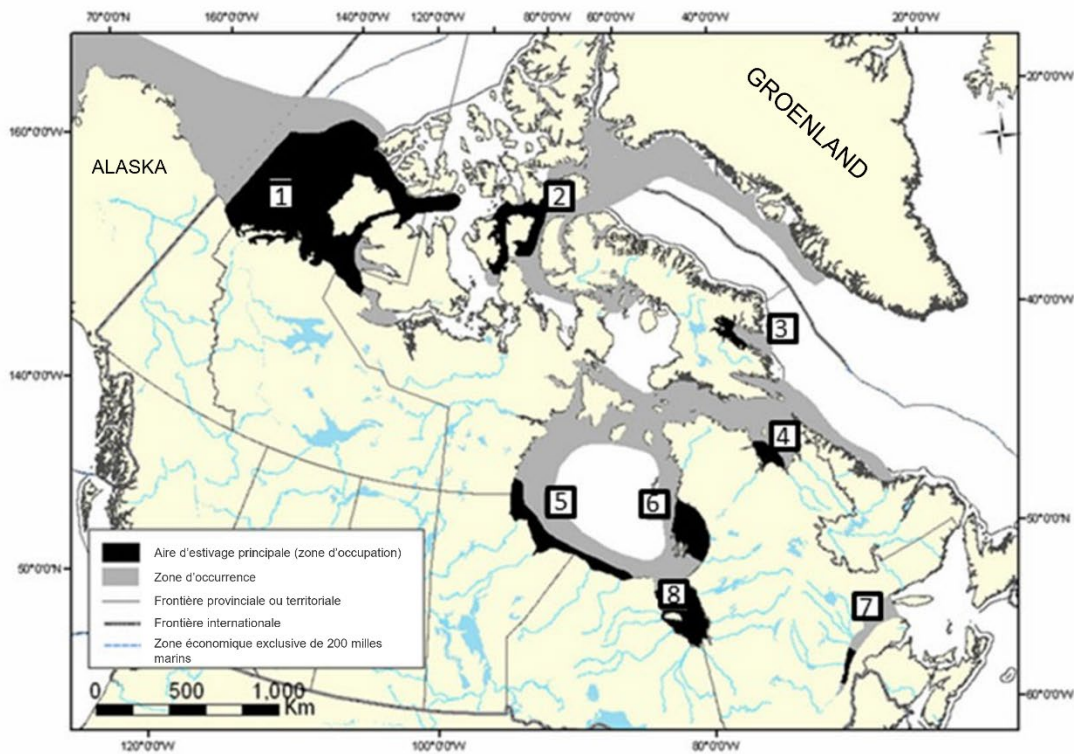 70°0'0"N 160°0'0"W 140°0'0"W 120°0'0"W 80°0'0"W 60°0'0"W 40°0'0"W 20°0'0"W
20°0'0"W
160°0'0"W
GROENLAND
ALASKA
1
2
40°0'0"W
3
140°0'0"W
4
5
6
50°0'0"N
Aire d'estivage principale (zone d'occupation)
Zone d'occurrence
50°0'0"N
Frontière provinciale ou territoriale
8
7
Frontière internationale
Zone économique exclusive de 200 milles
marins
0 500 1,000
Km
60°0'0"W
120°0'0"W 100°0'0"W 80°0'0"W